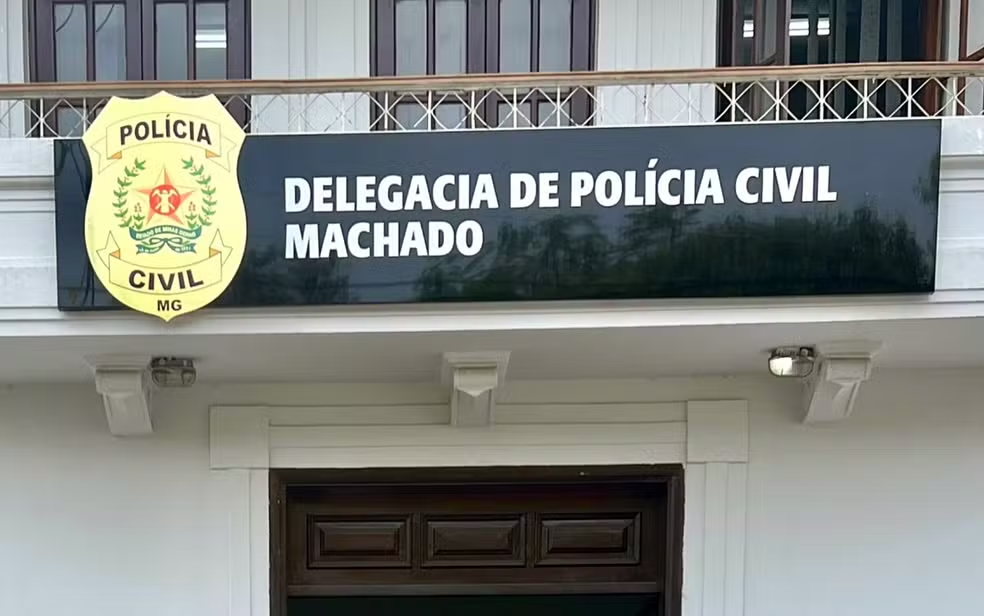 POLÍCIA
CIVIL
MG
DELEGACIA DE POLÍCIA CIVIL
MACHADO